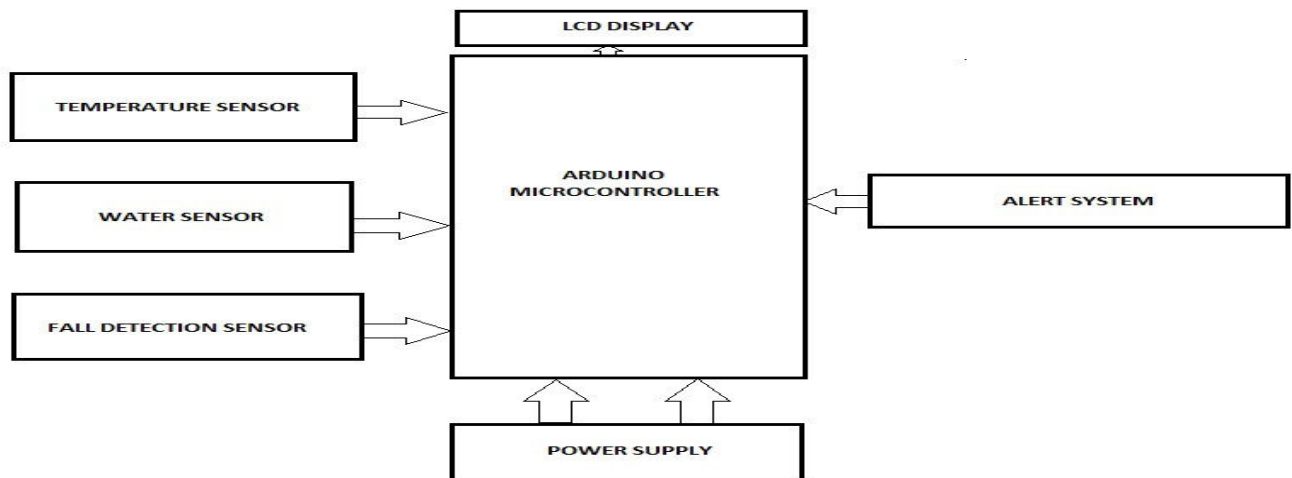 LCD DISPLAY
TEMPERATURE SENSOR
ARDUINO
MICROCONTROLLER
ALERT SYSTEM
WATER SENSOR
FALL DETECTION SENSOR
POWER SUPPLY